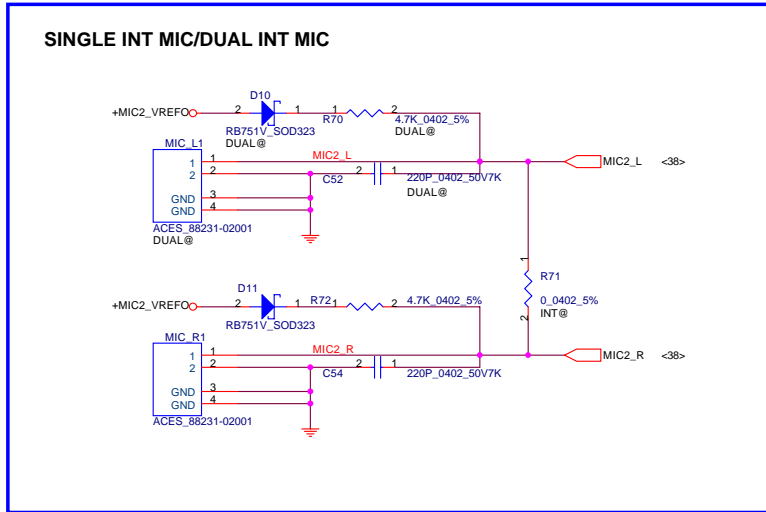 SINGLE INT MIC/DUAL INT MIC
D10
+MIC2_VREFO
2
1
R70
1
2
4.7K_0402_5%
DUAL@
RB751V_SOD323
DUAL@
MIC_L1
1
2
GND
GND
1
2
3
4
MIC2_L
C52
2
1
220P_0402_50V7K
DUAL@
MIC2_L
<38>
ACES_88231-02001
DUAL@
1
R71
0_0402_5%
INT@
2
D11
+MIC2_VREFO
2
1
R72
1
2
4.7K_0402_5%
RB751V_SOD323
MIC_R1
1
2
GND
GND
1
2
3
4
MIC2_R
C54
2
1
220P_0402_50V7K
MIC2_R
<38>
ACES_88231-02001